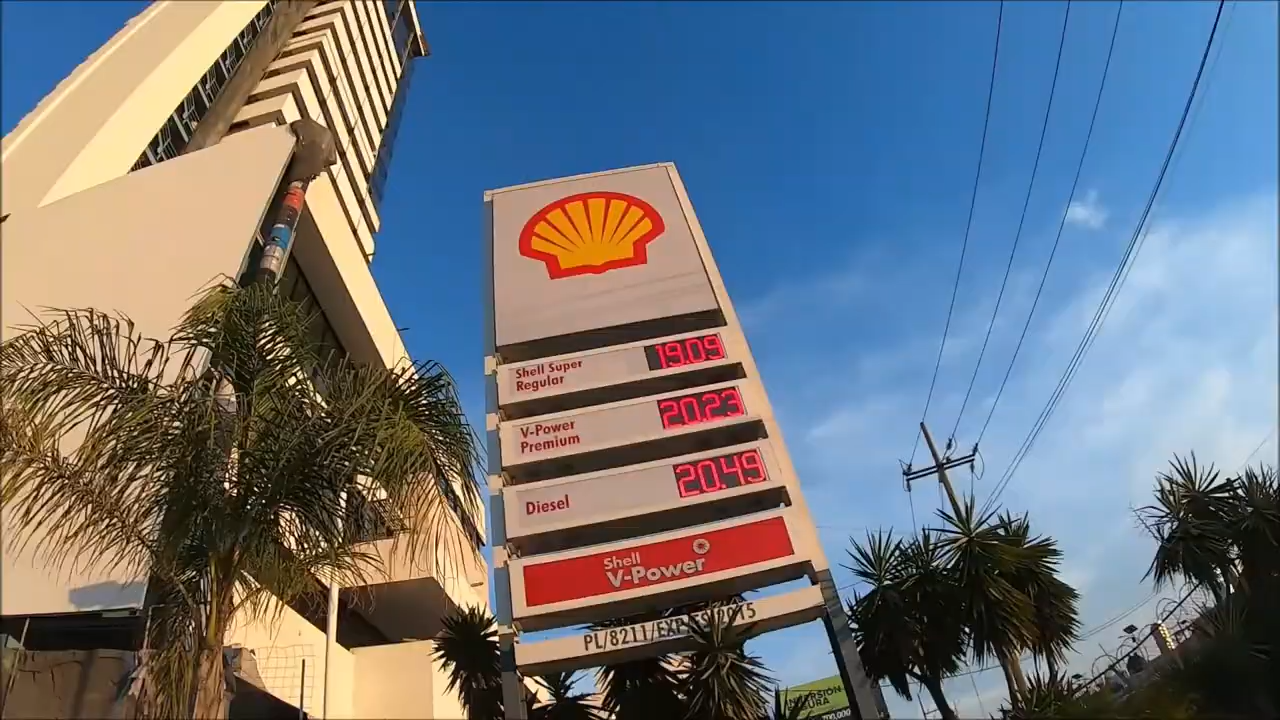 Shell Super
Regular
19.09
V-Power
Premium
20.23
Diesel
20.49
Shell
V-Power